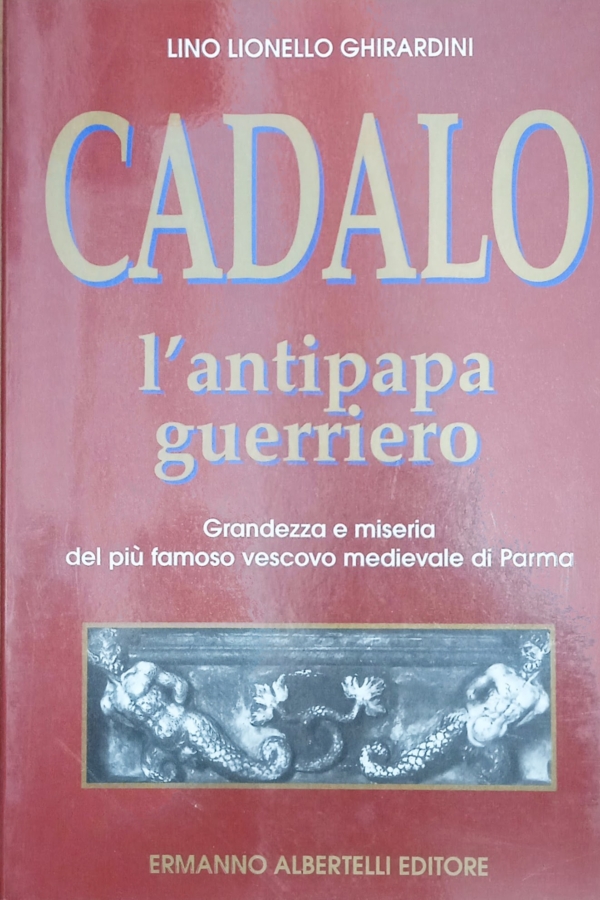 LINO LIONELLO GHIRARDINI
CADALO
l'antipapa
guerriero
Grandezza e miseria
del più famoso vescovo medievale di Parma
ERMANNO ALBERTELLI EDITORE